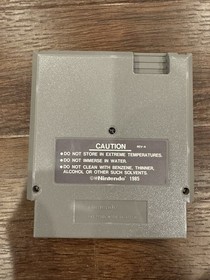 CAUTION REV-A
• DO NOT STORE IN EXTREME TEMPERATURES.
• DO NOT IMMERSE IN WATER.
• DO NOT CLEAN WITH BENZENE, THINNER,
ALCOHOL OR OTHER SUCH SOLVENTS.
©Nintendo 1985